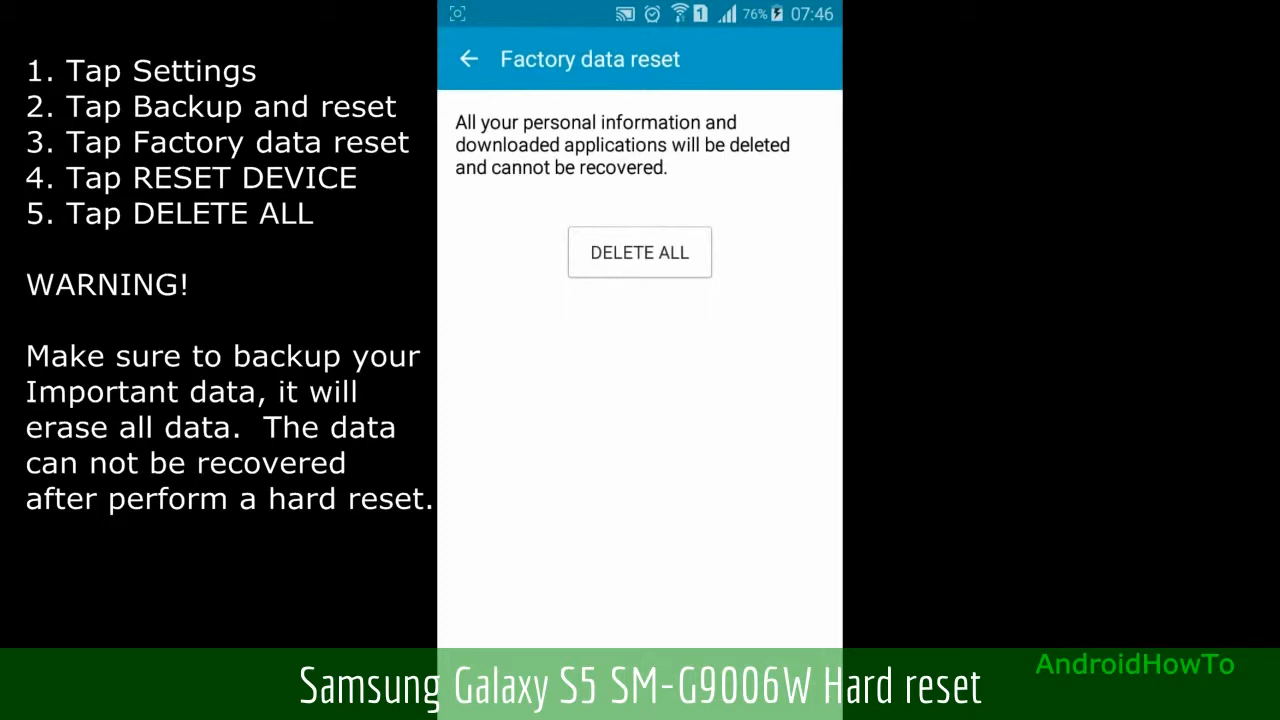 1. Tap Settings
2. Tap Backup and reset
3. Tap Factory data reset
4. Tap RESET DEVICE
5. Tap DELETE ALL
WARNING!
Make sure to backup your
Important data, it will
erase all data.  The data
can not be recovered
after perform a hard reset.
1 76% 07:46
Factory data reset
All your personal information and
downloaded applications will be deleted
and cannot be recovered.
DELETE ALL
AndroidHowTo
Samsung Galaxy S5 SM-G9006W Hard reset